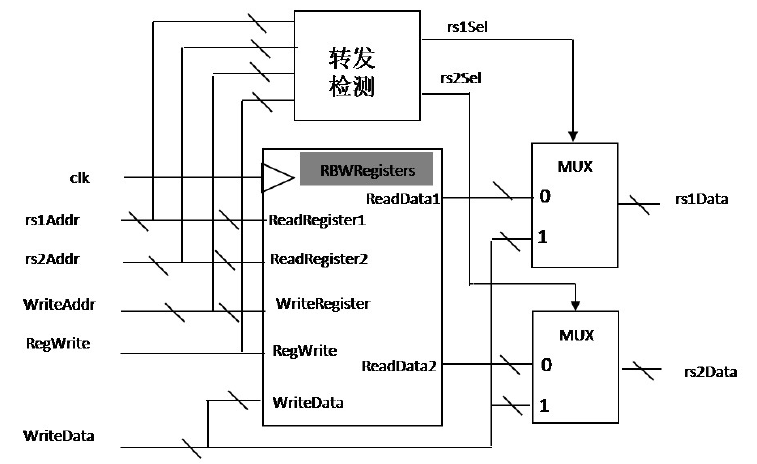 rs1Sel
转发
检测
rs2Sel
RBWRegisters
MUX
clk
ReadData1
0
rs1Data
rs1Addr
ReadRegister1
1
rs2Addr
ReadRegister2
WriteAddr
WriteRegister
MUX
RegWrite
RegWrite
ReadData2
0
rs2Data
WriteData
1
WriteData